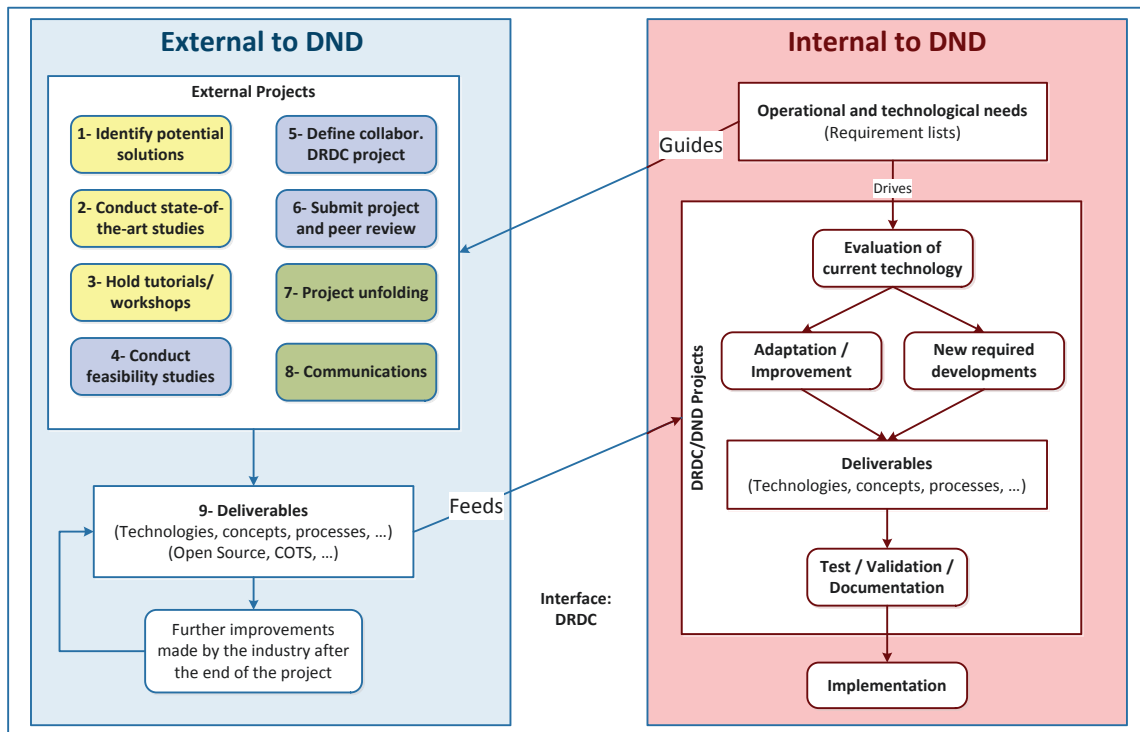 External to DND
External Projects
1- Identify potential
solutions
2- Conduct state-of-
the-art studies
3- Hold tutorials/
workshops
4- Conduct
feasibility studies
5- Define collabor.
DRDC project
6- Submit project
and peer review
7- Project unfolding
8- Communications
9- Deliverables
(Technologies, concepts, processes, …)
(Open Source, COTS, …)
Further improvements
made by the industry after
the end of the project
Guides
Feeds
Interface:
DRDC
Internal to DND
Operational and technological needs
(Requirement lists)
Drives
DRDC/DND Projects
Evaluation of
current technology
Adaptation /
Improvement
New required
developments
Deliverables
(Technologies, concepts, processes, …)
Test / Validation /
Documentation
Implementation